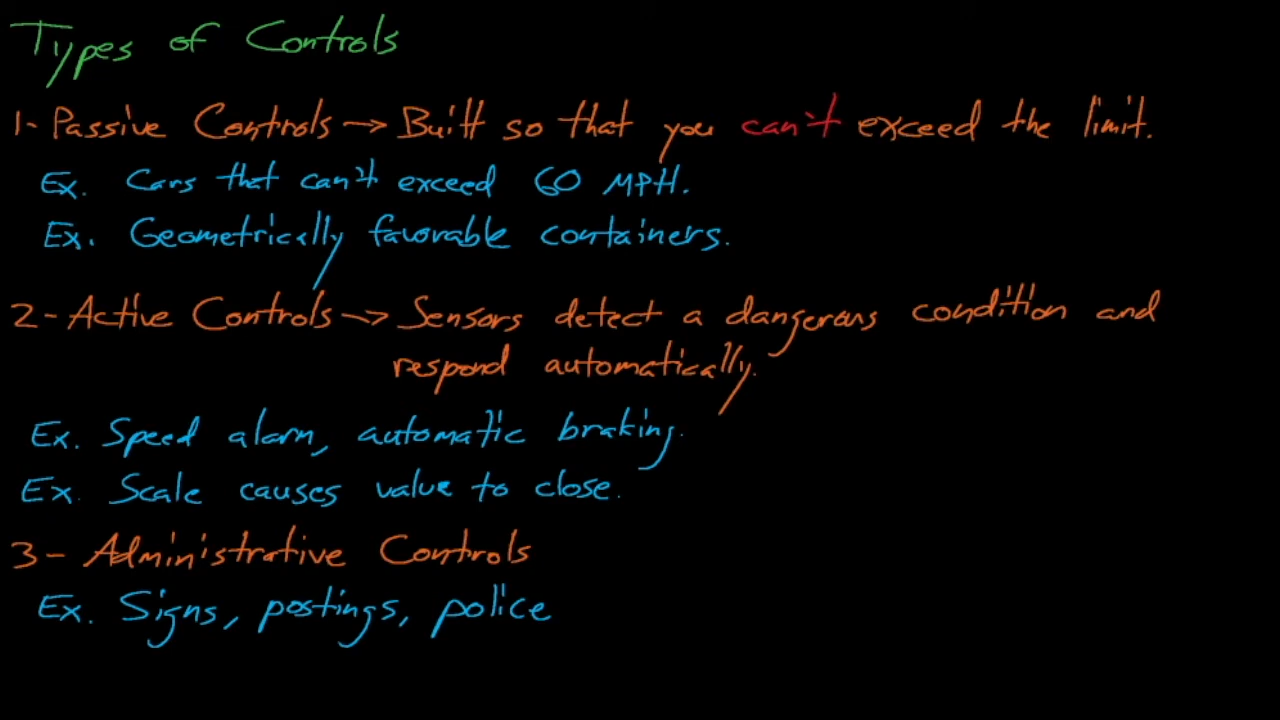 Types of Controls
1- Passive Controls → Built so that you can't exceed the limit.
Ex. Cars that can't exceed 60 MPH.
Ex. Geometrically favorable containers.
2- Active Controls → Sensors detect a dangerous condition and
respond automatically.
Ex. Speed alarm, automatic braking.
Ex. Scale causes value to close.
3- Administrative Controls
Ex. Signs, postings, police